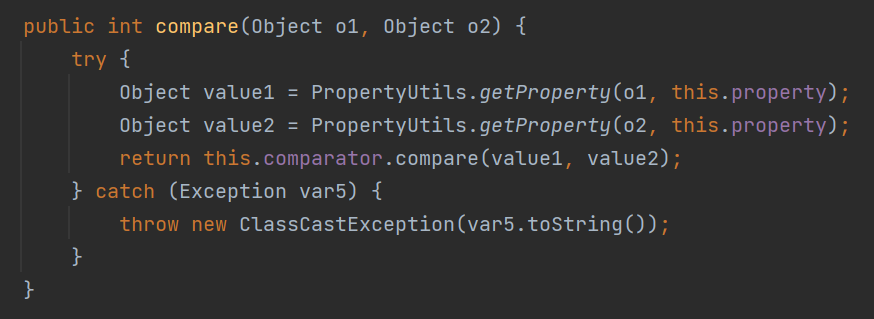 public int compare(Object o1, Object o2) {
try {
Object value1 = PropertyUtils.getProperty(o1, this.property);
Object value2 = PropertyUtils.getProperty(o2, this.property);
return this.comparator.compare(value1, value2);
} catch (Exception var5) {
throw new ClassCastException(var5.toString());
}
}